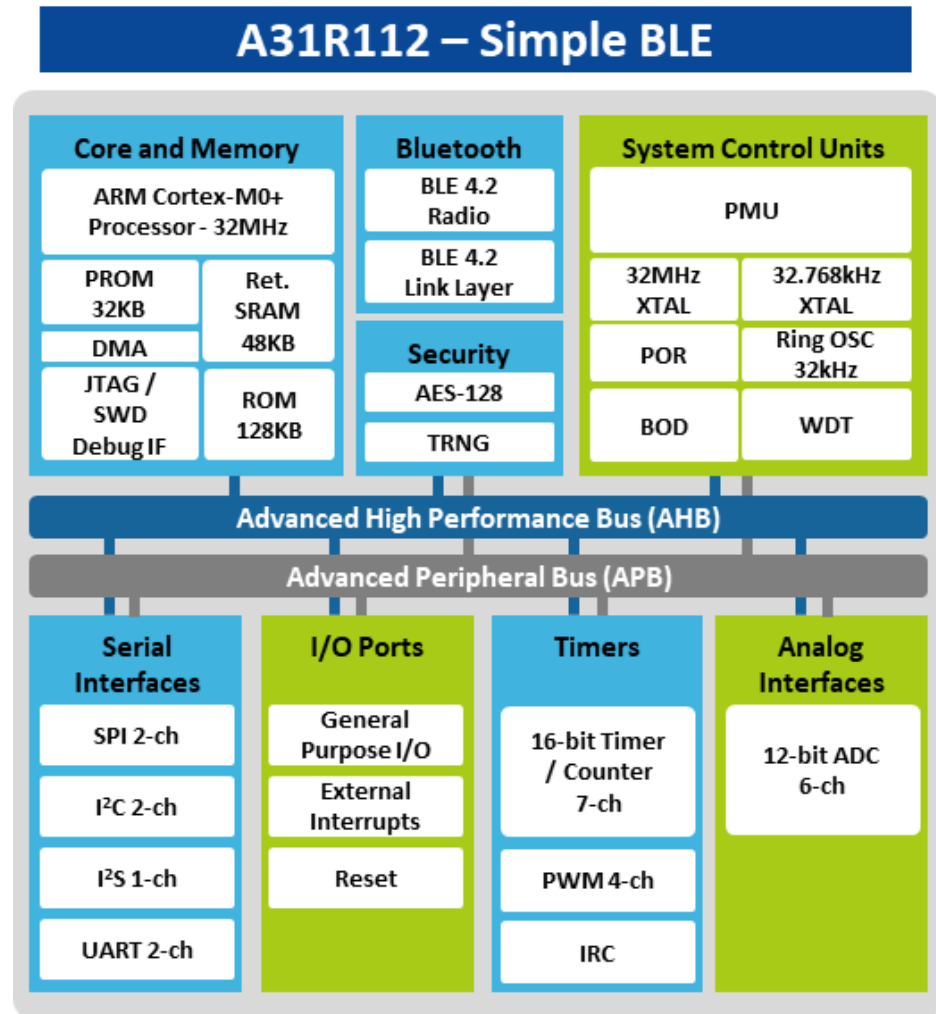 A31R112 – Simple BLE
Core and Memory
ARM Cortex-M0+
Processor - 32MHz
PROM
32KB
Ret.
SRAM
48KB
DMA
JTAG /
SWD
Debug IF
ROM
128KB
Bluetooth
BLE 4.2
Radio
BLE 4.2
Link Layer
Security
AES-128
TRNG
System Control Units
PMU
32MHz
XTAL
32.768kHz
XTAL
POR
Ring OSC
32kHz
BOD
WDT
Advanced High Performance Bus (AHB)
Advanced Peripheral Bus (APB)
Serial
Interfaces
SPI 2-ch
I²C 2-ch
I²S 1-ch
UART 2-ch
I/O Ports
General
Purpose I/O
External
Interrupts
Reset
Timers
16-bit Timer
/ Counter
7-ch
PWM 4-ch
IRC
Analog
Interfaces
12-bit ADC
6-ch